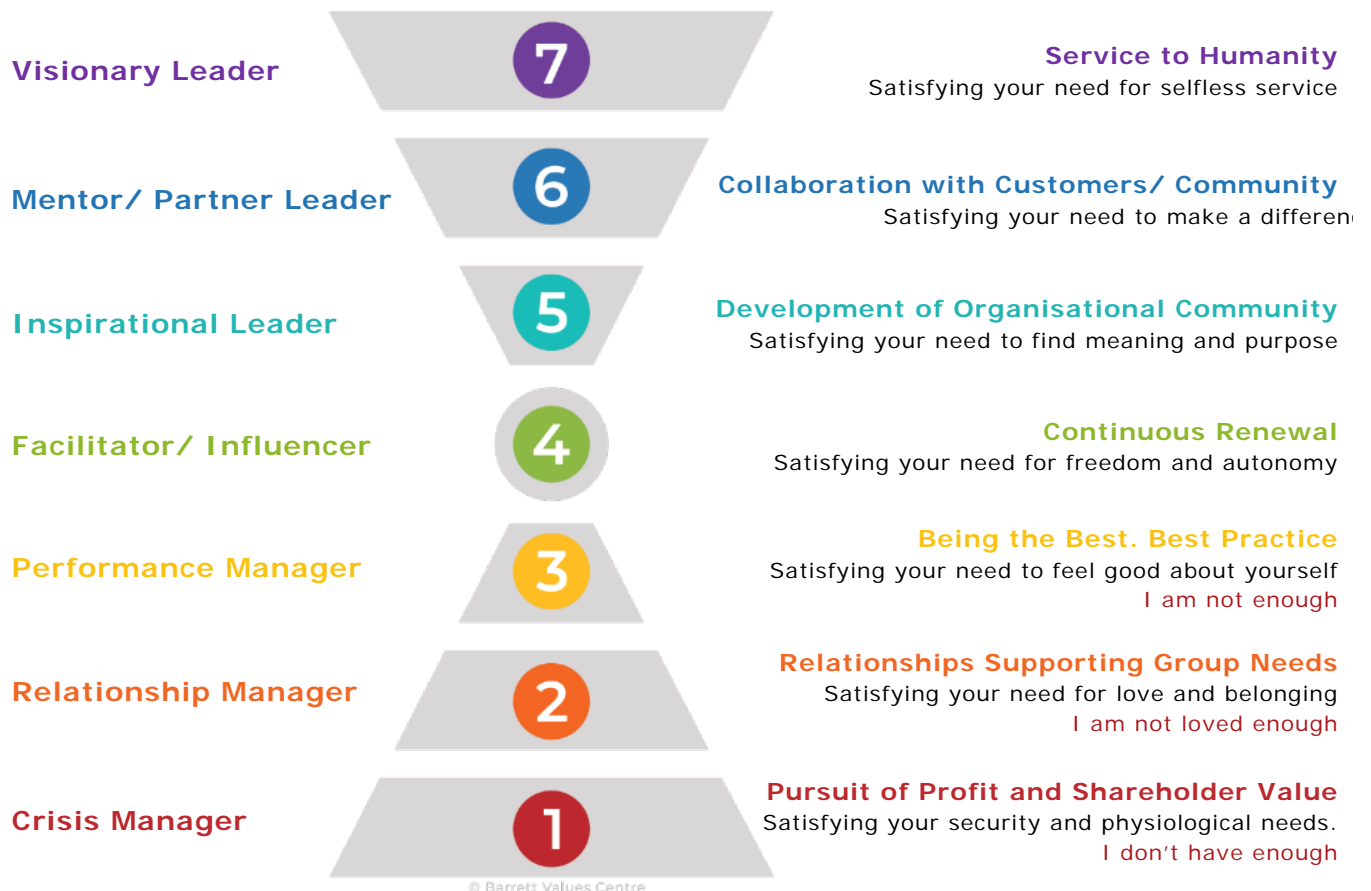 7
Visionary Leader
Service to Humanity
Satisfying your need for selfless service
6
Mentor/ Partner Leader
Collaboration with Customers/ Community
Satisfying your need to make a differen
5
Inspirational Leader
Development of Organisational Community
Satisfying your need to find meaning and purpose
4
Facilitator/ Influencer
Continuous Renewal
Satisfying your need for freedom and autonomy
3
Performance Manager
Being the Best. Best Practice
Satisfying your need to feel good about yourself
I am not enough
2
Relationship Manager
Relationships Supporting Group Needs
Satisfying your need for love and belonging
I am not loved enough
1
Crisis Manager
Pursuit of Profit and Shareholder Value
Satisfying your security and physiological needs.
I don't have enough
© Barrett Values Centre